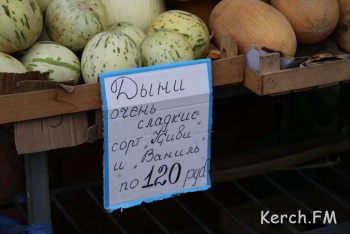 Дыни
очень
сладкие
сорт "Киви"
и "Ваниль"
по 120 руб
Kerch.FM